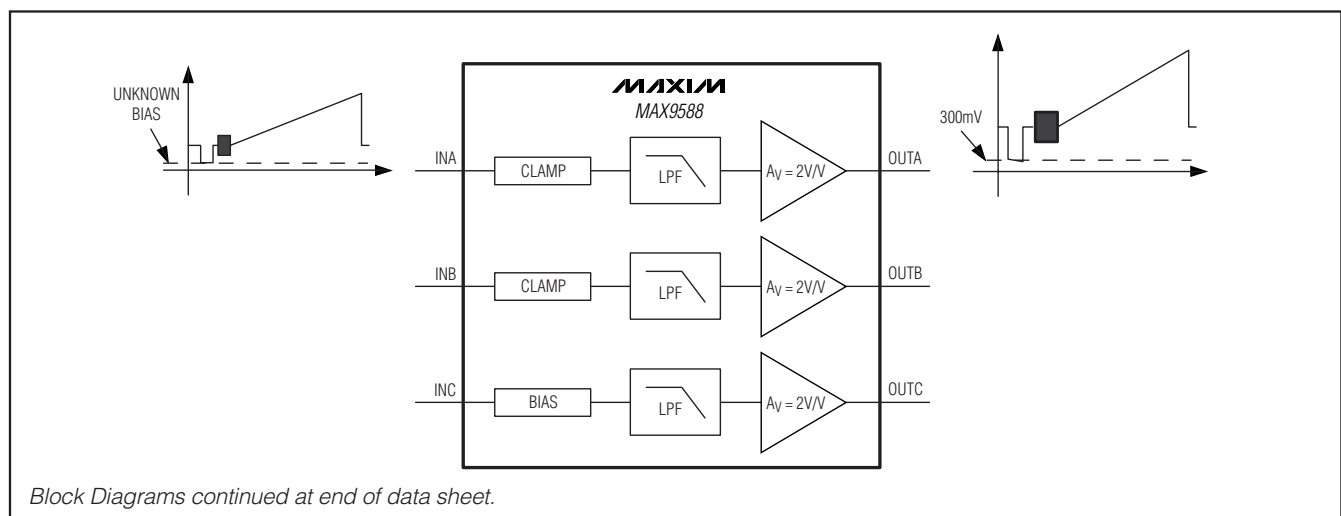 UNKNOWN
BIAS
MAXIM
MAX9588
300mV
INA
CLAMP
LPF
AV = 2V/V
OUTA
INB
CLAMP
LPF
AV = 2V/V
OUTB
INC
BIAS
LPF
AV = 2V/V
OUTC
Block Diagrams continued at end of data sheet.